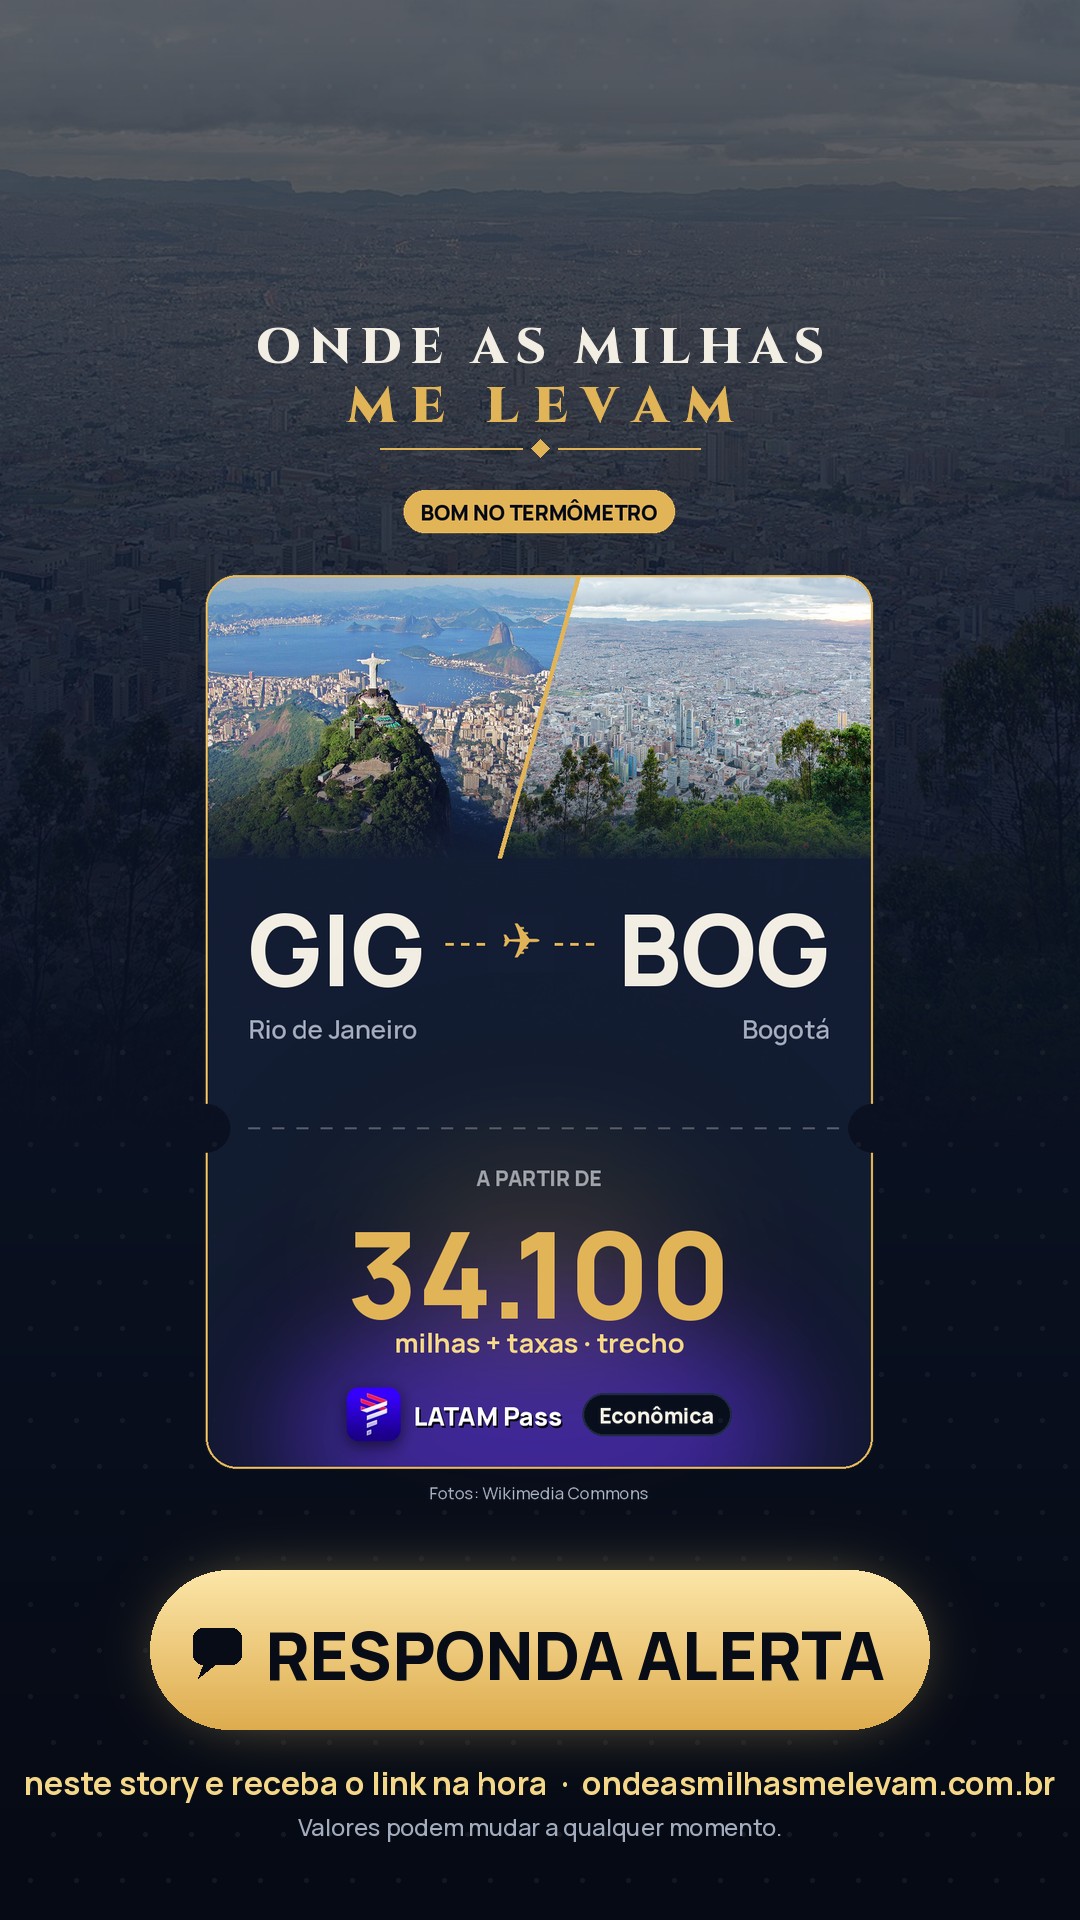 ONDE AS MILHAS
ME LEVAM
BOM NO TERMÔMETRO
GIG BOG
Rio de Janeiro Bogotá
A PARTIR DE
34.100
milhas + taxas · trecho
LATAM Pass Econômica
Fotos: Wikimedia Commons
RESPONDA ALERTA
neste story e receba o link na hora · ondeasmilhasmelevam.com.br
Valores podem mudar a qualquer momento.